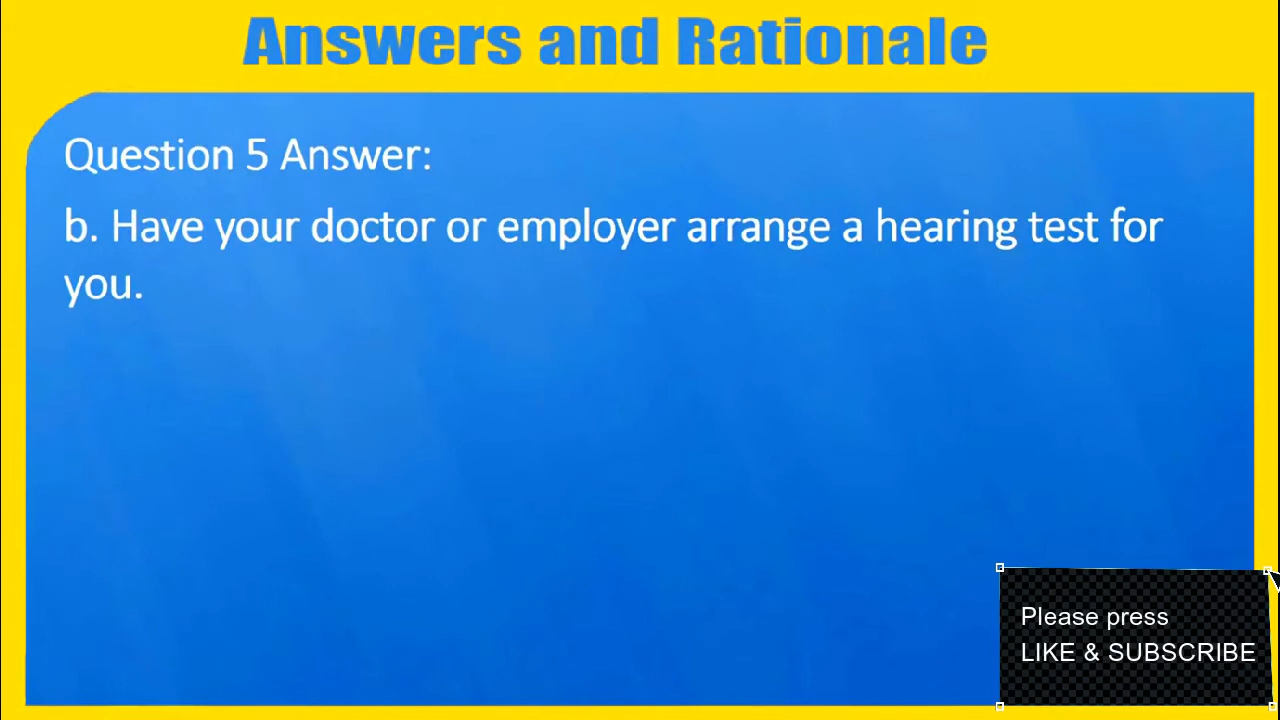 Answers and Rationale
Question 5 Answer:
b. Have your doctor or employer arrange a hearing test for
you.
Please press
LIKE & SUBSCRIBE